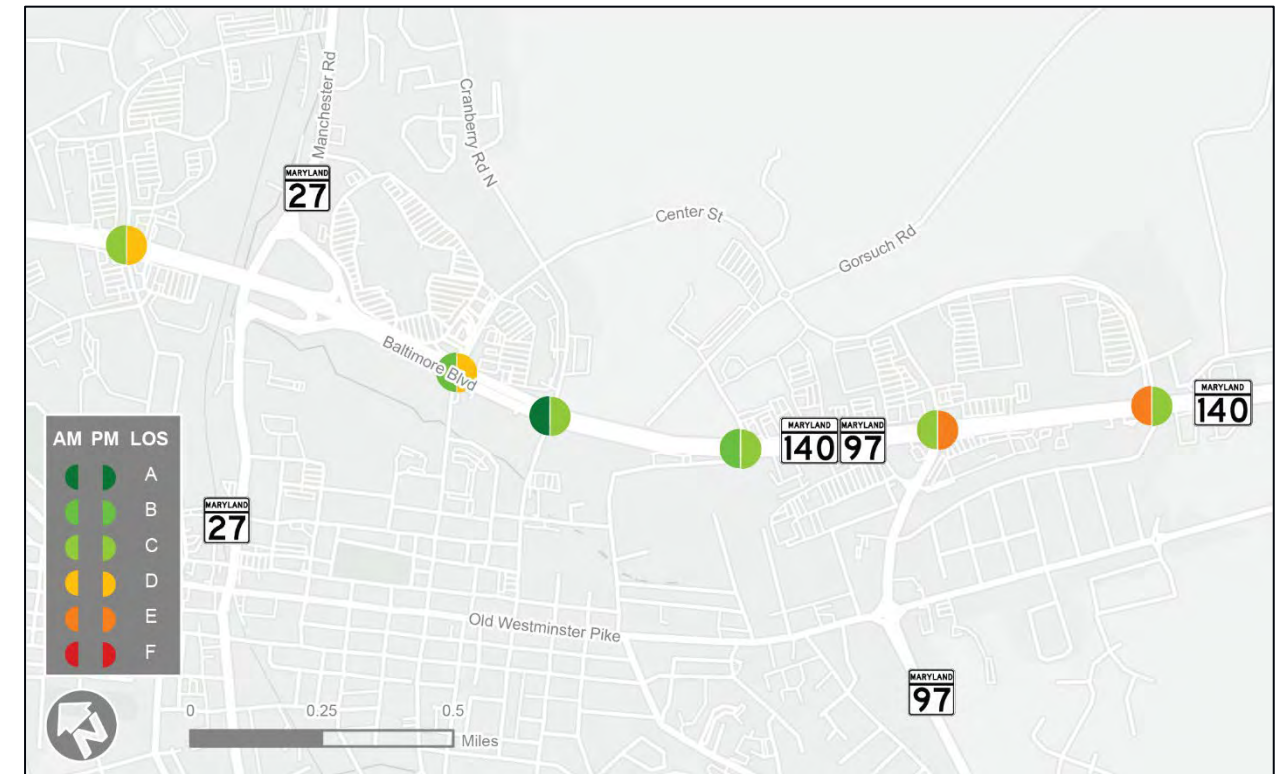 Manchester Rd
Cranberry Rd N
MARYLAND
27
Center St
Gorsuch Rd
Baltimore Blvd
MARYLAND
140
MARYLAND
140
MARYLAND
97
AM PM LOS
A
B
C
D
E
F
MARYLAND
27
Old Westminster Pike
MARYLAND
97
N
0 0.25 0.5
Miles